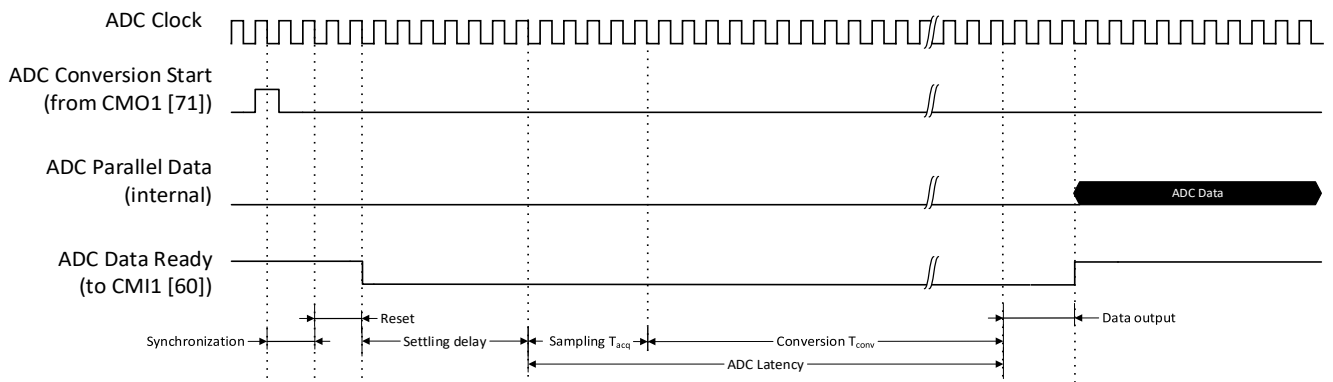 ADC Clock
ADC Conversion Start
(from CMO1 [71])
ADC Parallel Data
(internal)
ADC Data
ADC Data Ready
(to CMI1 [60])
Reset
Data output
Synchronization
Settling delay
Sampling Tacq
Conversion Tconv
ADC Latency